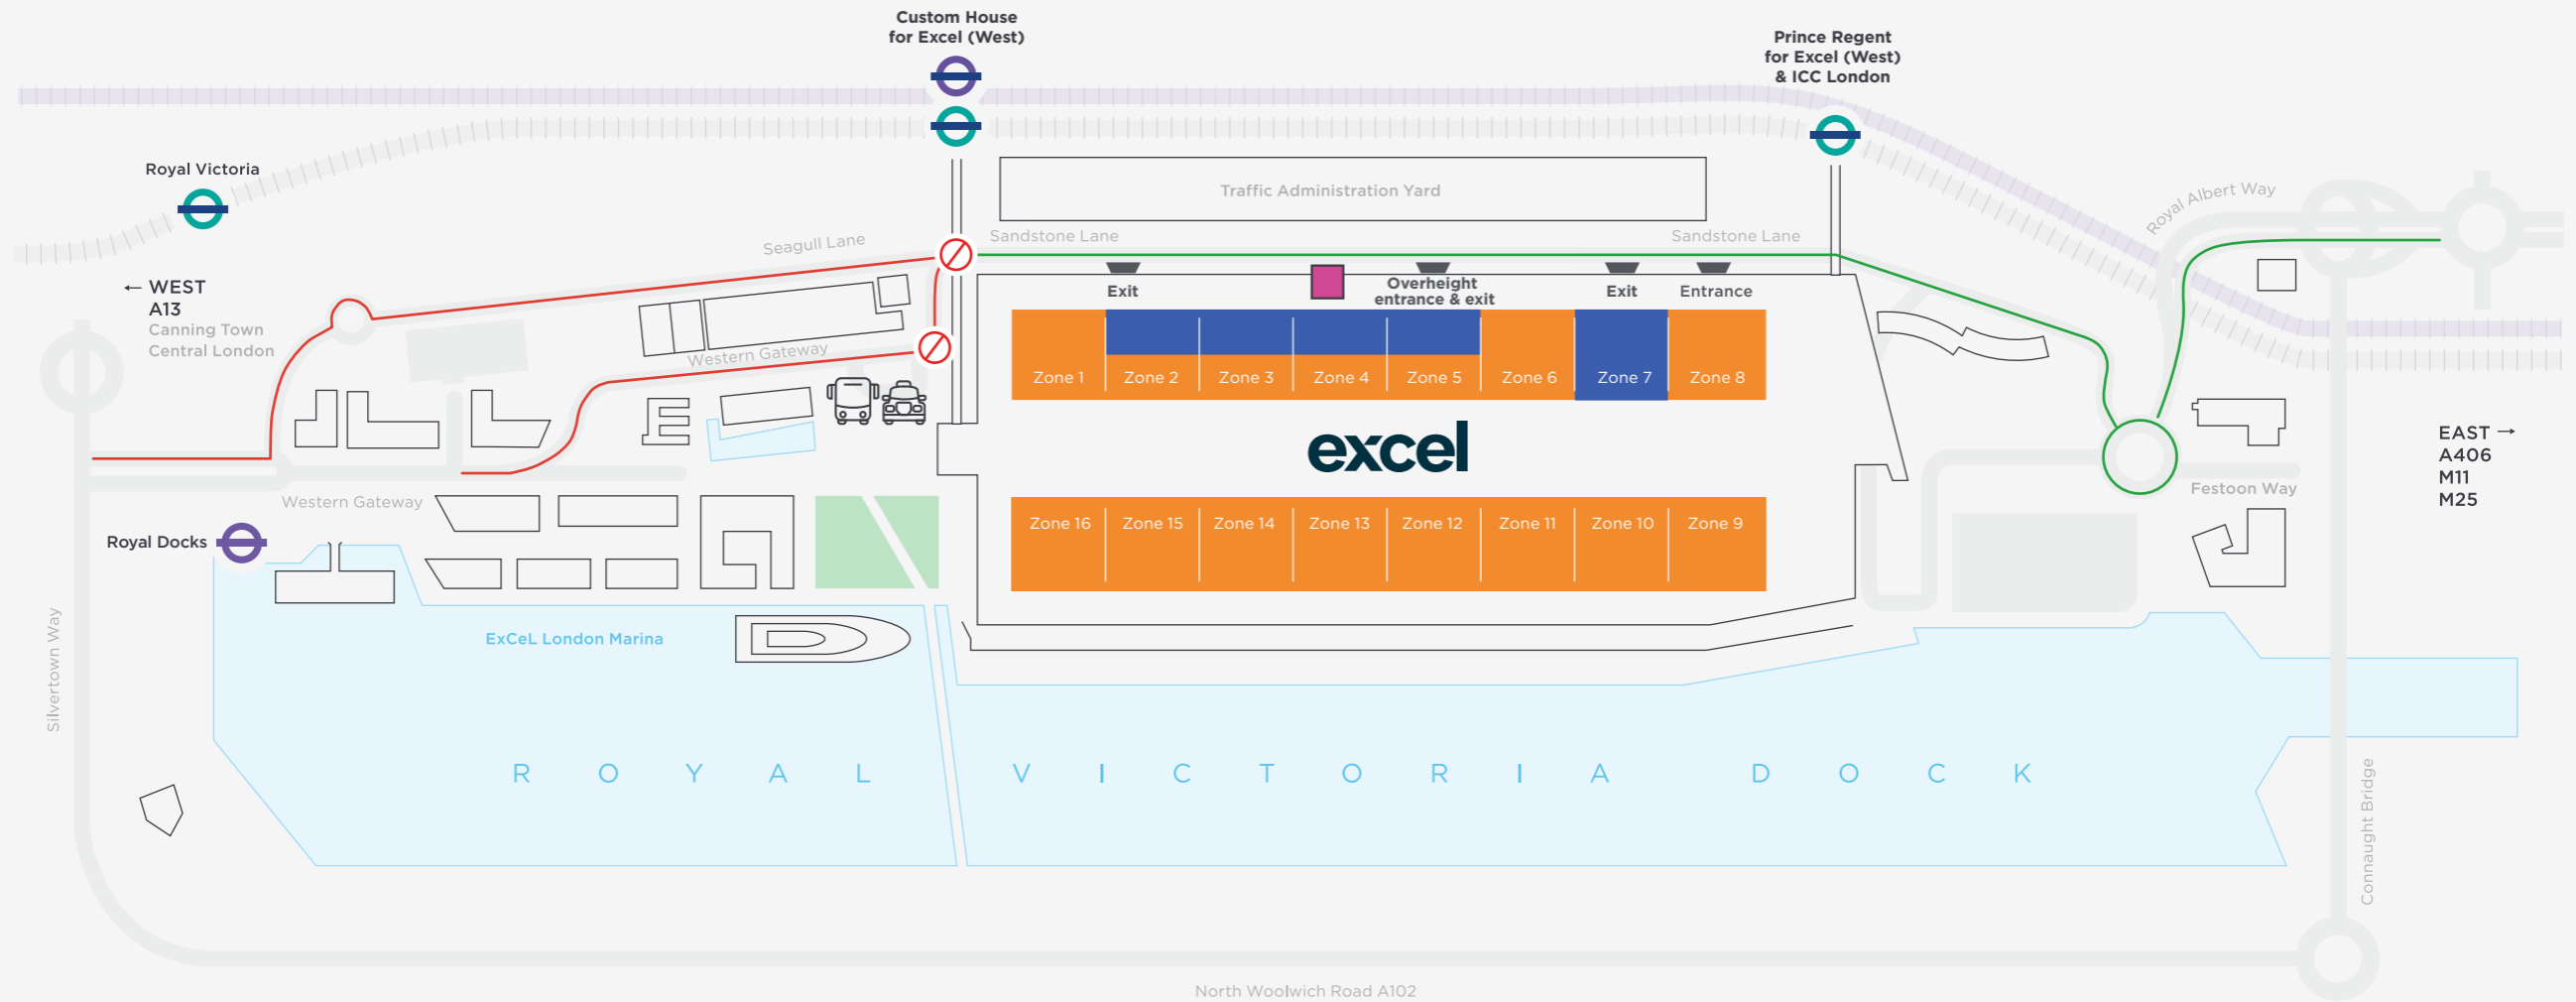 Custom House
for Excel (West)
Prince Regent
for Excel (West)
& ICC London
Royal Victoria
Traffic Administration Yard
Royal Albert Way
Seagull Lane
Sandstone Lane
Sandstone Lane
← WEST
A13
Canning Town
Central London
Exit
Overheight
entrance & exit
Exit
Entrance
Western Gateway
Zone 1
Zone 2
Zone 3
Zone 4
Zone 5
Zone 6
Zone 7
Zone 8
excel
EAST →
A406
M11
M25
Western Gateway
Festoon Way
Zone 16
Zone 15
Zone 14
Zone 13
Zone 12
Zone 11
Zone 10
Zone 9
Royal Docks
Silvertown Way
ExCeL London Marina
ROYAL VICTORIA DOCK
Connaught Bridge
North Woolwich Road A102